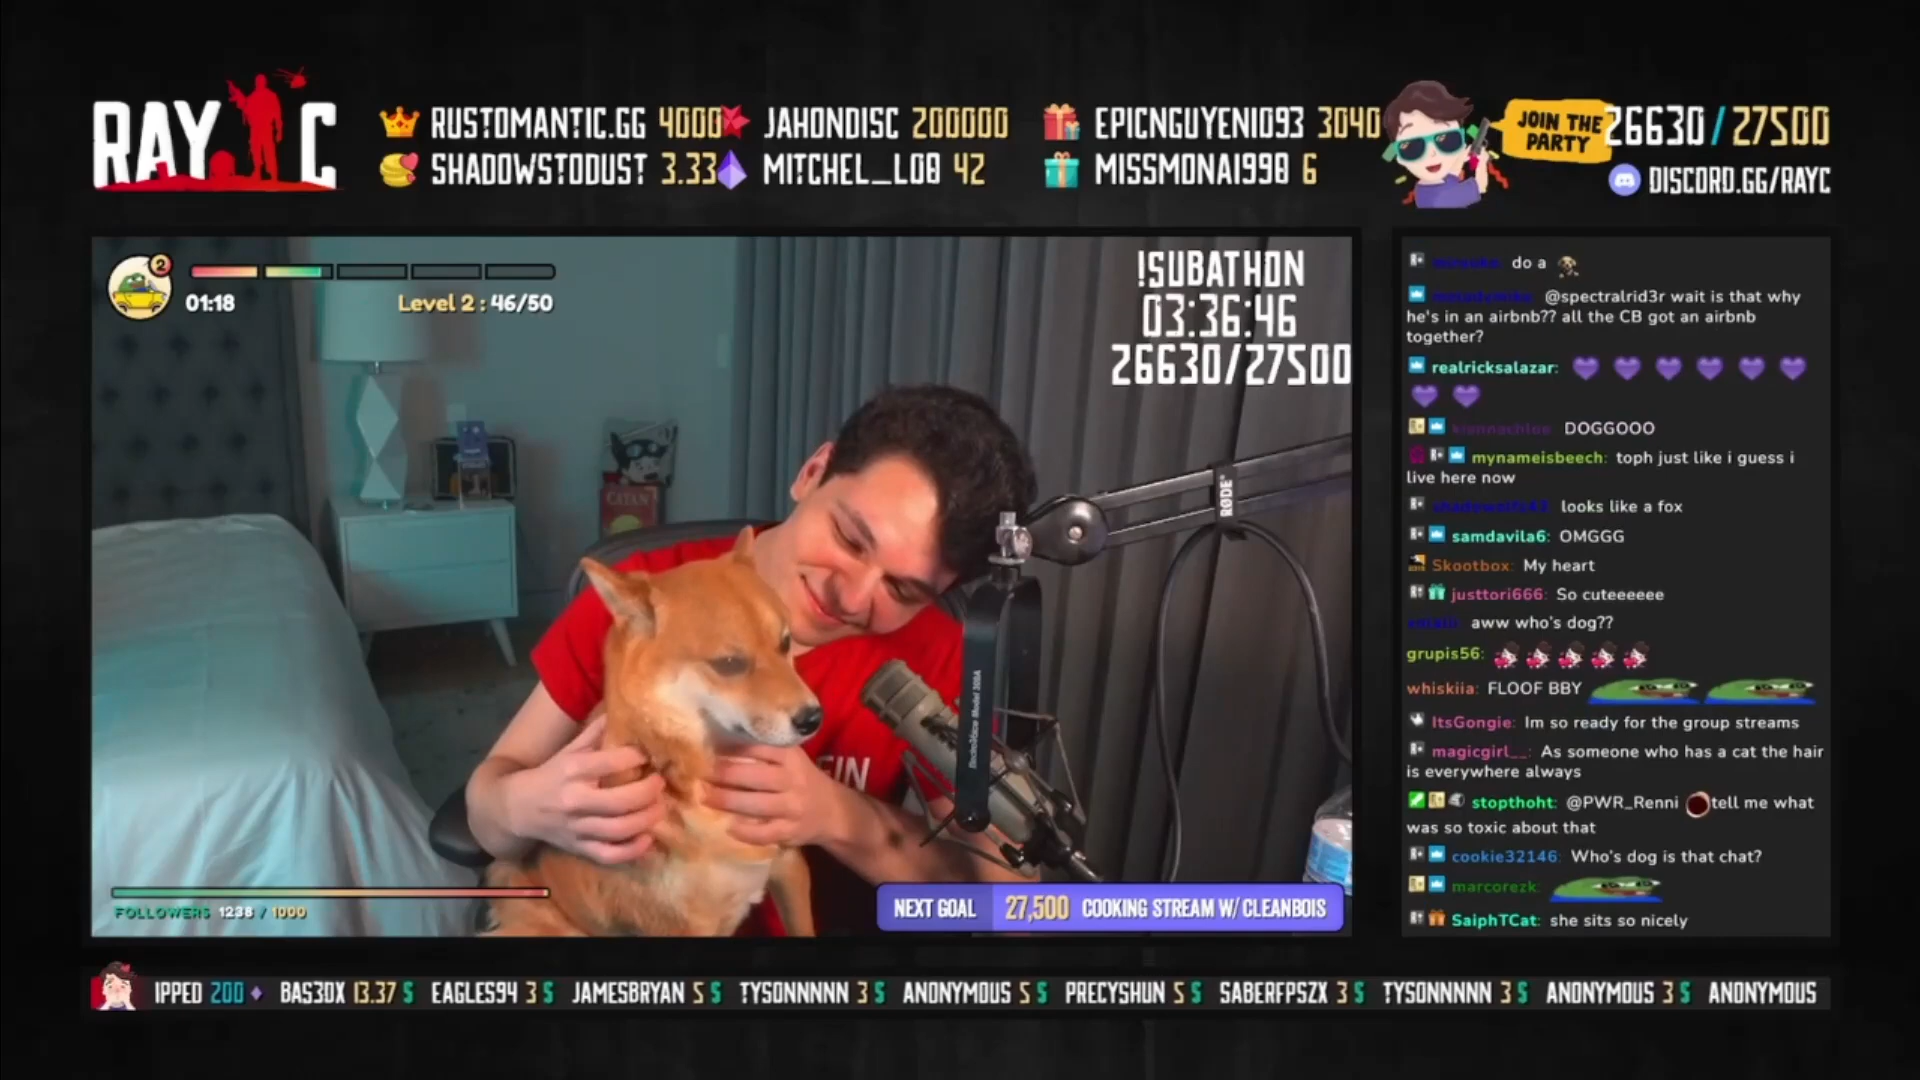 RAY C
RUSTOMANTIC.GG 4000
JAHONDISC 200000
EPICNGUYEN1093 3040
JOIN THE PARTY
26630 / 27500
SHADOWSTODUST 3.33
MITCHEL_L08 42
MISSMONA1998 6
DISCORD.GG/RAYC
2
01:18
Level 2 : 46/50
!SUBATHON
03:36:46
26630/27500
CATAN
RØDE
FOLLOWERS 1238 / 1000
NEXT GOAL 27,500 COOKING STREAM W/ CLEANBOIS
do a
@spectralrid3r wait is that why
he's in an airbnb?? all the CB got an airbnb
together?
realricksalazar:
DOGGOOO
mynameisbeech: toph just like i guess i
live here now
looks like a fox
samdavila6: OMGGG
Skootbox: My heart
justtori666: So cuteeeeee
aww who's dog??
grupis56:
whiskiia: FLOOF BBY
ItsGongie: Im so ready for the group streams
magicgirl__: As someone who has a cat the hair
is everywhere always
stopthoht: @PWR_Renni tell me what
was so toxic about that
cookie32146: Who's dog is that chat?
marcorezk:
SaiphTCat: she sits so nicely
IPPED 200 BAS30X 13.37 $ EAGLES94 3 $ JAMESBRYAN 5 $ TYSONNNNN 3 $ ANONYMOUS 5 $ PRECYSHUN 5 $ SABERFPSZX 3 $ TYSONNNNN 3 $ ANONYMOUS 3 $ ANONYMOUS